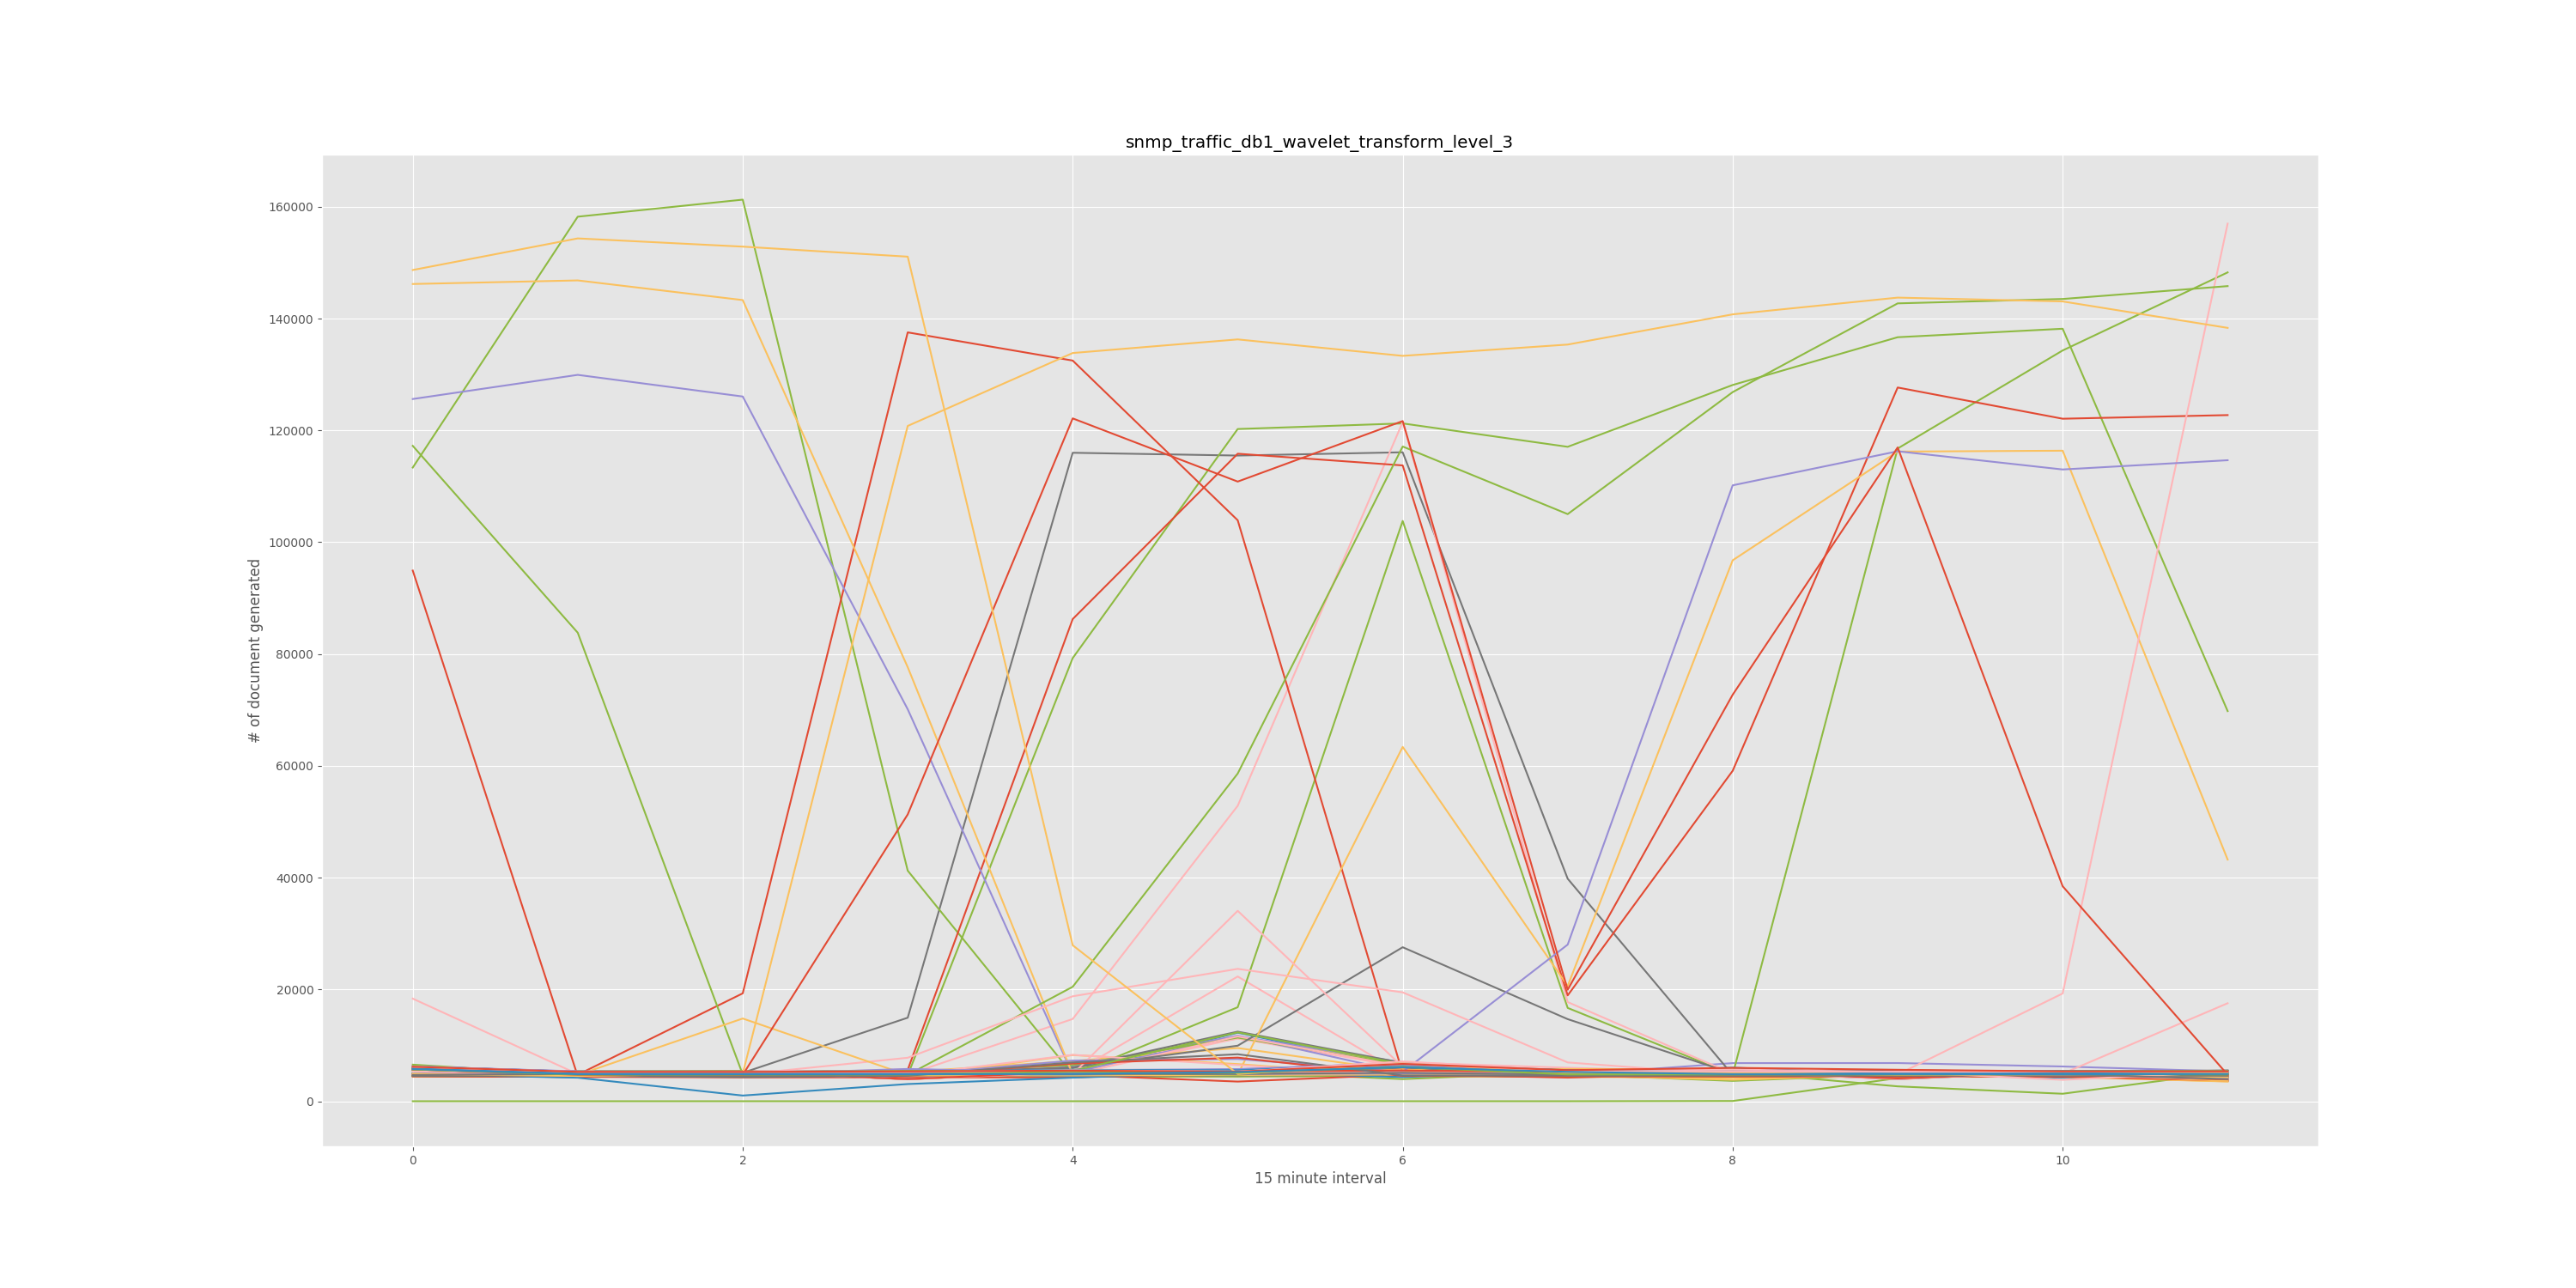 snmp_traffic_db1_wavelet_transform_level_3
160000
140000
120000
100000
80000
60000
40000
20000
0
# of document generated
0 2 4 6 8 10
15 minute interval